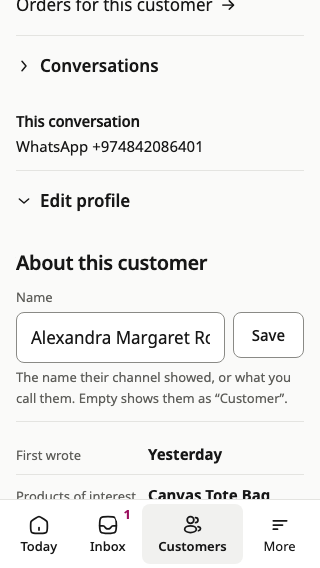 Orders for this customer →
Conversations
This conversation
WhatsApp +974842086401
Edit profile
About this customer
Name
Alexandra Margaret
Save
The name their channel showed, or what you
call them. Empty shows them as “Customer”.
First wrote Yesterday
Products of interest Canvas Tote Bag
1
Today Inbox Customers More